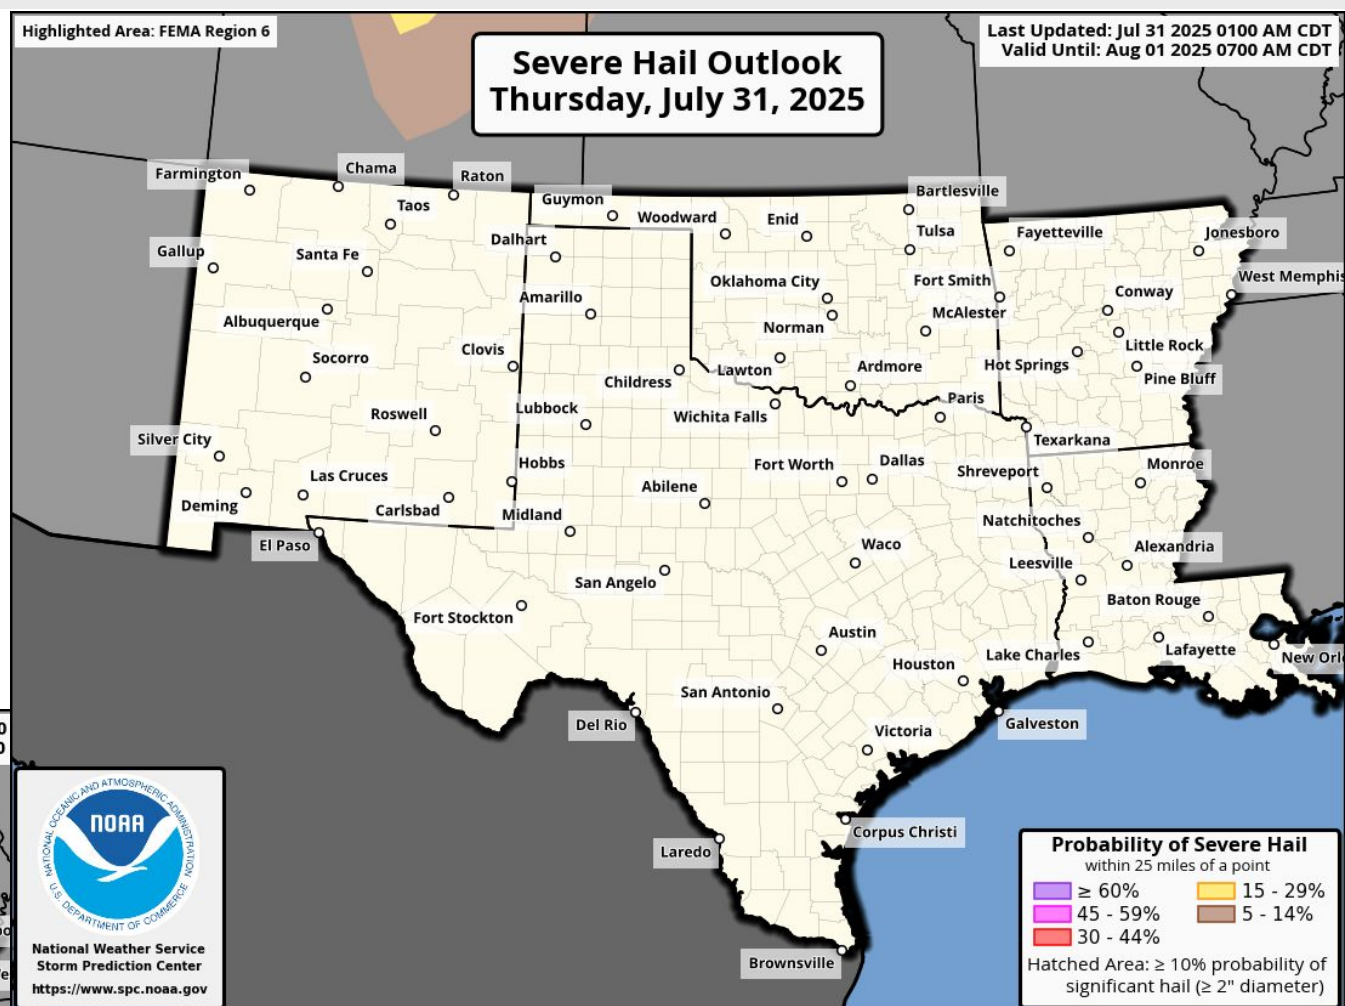 Highlighted Area: FEMA Region 6
Last Updated: Jul 31 2025 0100 AM CDT
Valid Until: Aug 01 2025 0700 AM CDT
Severe Hail Outlook
Thursday, July 31, 2025
Farmington
Chama
Raton
Taos
Guymon
Woodward
Enid
Bartlesville
Tulsa
Fayetteville
Jonesboro
Gallup
Santa Fe
Dalhart
Oklahoma City
Fort Smith
West Memphis
Amarillo
Conway
Albuquerque
Norman
McAlester
Little Rock
Socorro
Clovis
Childress
Lawton
Ardmore
Hot Springs
Pine Bluff
Roswell
Lubbock
Wichita Falls
Paris
Texarkana
Silver City
Las Cruces
Hobbs
Abilene
Fort Worth
Dallas
Shreveport
Monroe
Deming
Carlsbad
Midland
Natchitoches
El Paso
San Angelo
Waco
Leesville
Alexandria
Fort Stockton
Baton Rouge
Austin
Houston
Lake Charles
Lafayette
New Orl
San Antonio
Del Rio
Victoria
Galveston
Laredo
Corpus Christi
Brownsville
NATIONAL OCEANIC AND ATMOSPHERIC ADMINISTRATION
NOAA
U.S. DEPARTMENT OF COMMERCE
National Weather Service
Storm Prediction Center
https://www.spc.noaa.gov
Probability of Severe Hail
within 25 miles of a point
≥ 60%
15 - 29%
45 - 59%
5 - 14%
30 - 44%
Hatched Area: ≥ 10% probability of
significant hail (≥ 2" diameter)